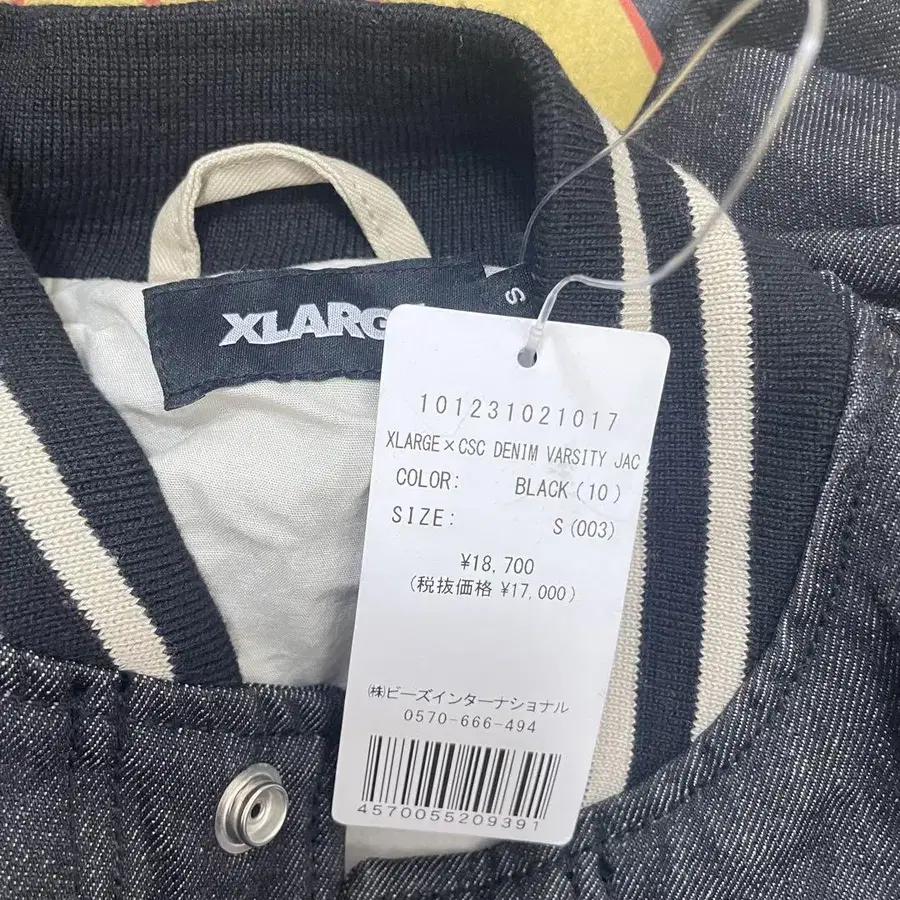 XLARG
S
101231021017
XLARGE×CSC DENIM VARSITY JAC
COLOR: BLACK(10)
SIZE: S(003)
¥18,700
(税抜価格 ¥17,000)
㈱ビーズインターナショナル
0570-666-494
4570055209391